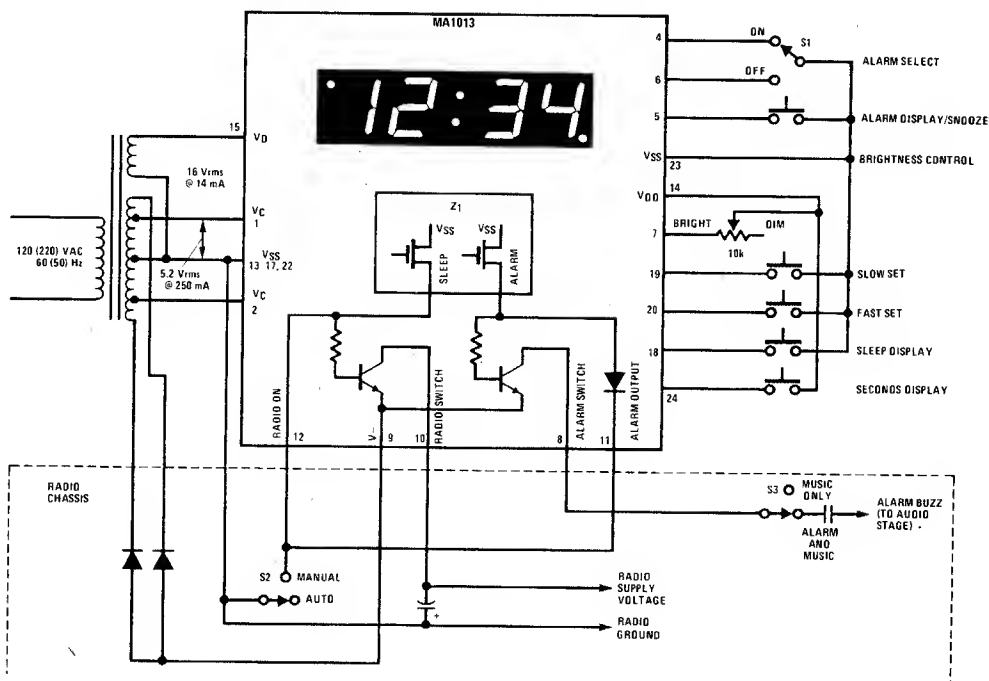 MA1013
12:34
4
ON
S1
ALARM SELECT
6
OFF
5
ALARM DISPLAY/SNOOZE
VSS
23
BRIGHTNESS CONTROL
VDD
14
BRIGHT
DIM
7
10k
19
SLOW SET
20
FAST SET
18
SLEEP DISPLAY
24
SECONDS DISPLAY
15
VD
16 Vrms
@ 14 mA
VC
1
120 (220) VAC
60 (50) Hz
VSS
13 17, 22
5.2 Vrms
@ 250 mA
VC
2
Z1
VSS
VSS
SLEEP
ALARM
RADIO ON
12
V−
9
10
RADIO SWITCH
8
ALARM SWITCH
11
ALARM OUTPUT
RADIO
CHASSIS
S3
MUSIC
ONLY
ALARM
AND
MUSIC
ALARM BUZZ
(TO AUDIO
STAGE)
S2
MANUAL
AUTO
RADIO
SUPPLY
VOLTAGE
+
RADIO
GROUND